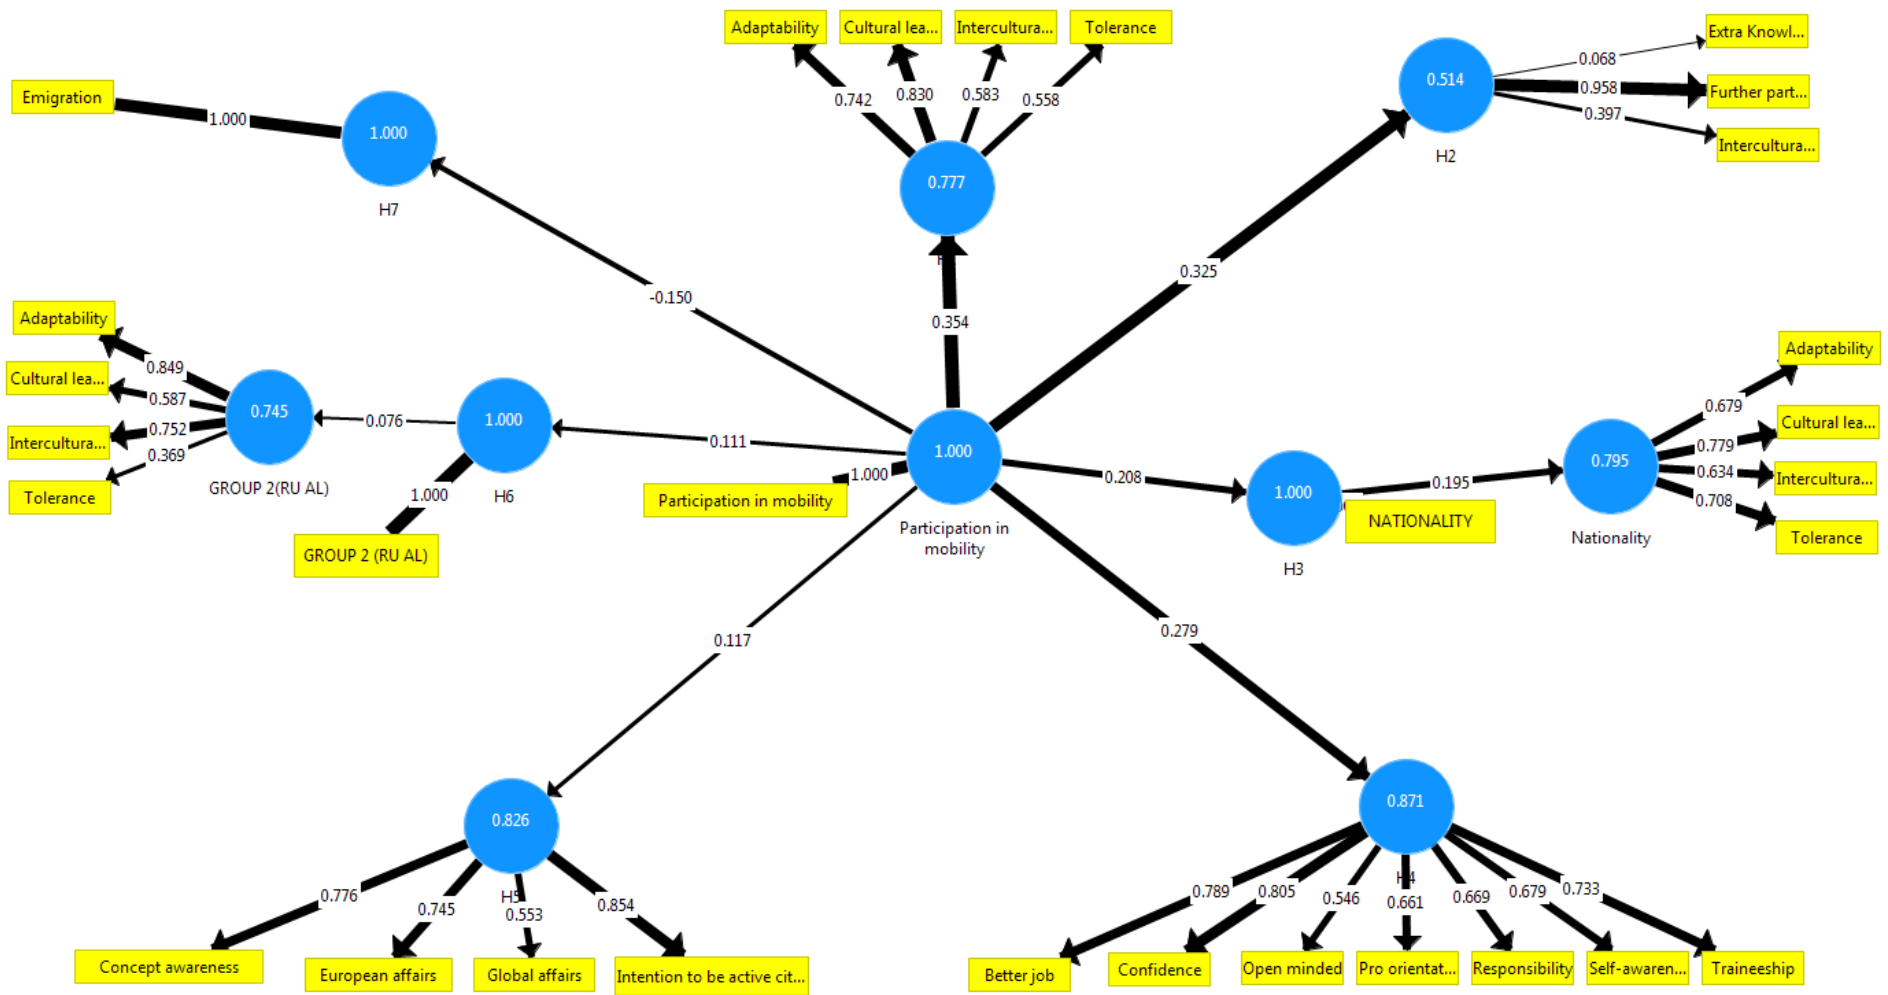 Adaptability
Cultural lea...
Intercultura...
Tolerance
0.742
0.830
0.583
0.558
0.777
Extra Knowl...
Further part...
Intercultura...
0.068
0.958
0.397
0.514
H2
Emigration
1.000
1.000
H7
-0.150
0.354
0.325
Adaptability
Cultural lea...
Intercultura...
Tolerance
0.849
0.587
0.752
0.369
0.745
GROUP 2(RU AL)
0.076
1.000
H6
1.000
GROUP 2 (RU AL)
0.111
1.000
Participation in mobility
1.000
Participation in
mobility
0.208
1.000
H3
NATIONALITY
0.195
0.795
Nationality
0.679
0.779
0.634
0.708
Adaptability
Cultural lea...
Intercultura...
Tolerance
0.117
0.279
0.826
H5
0.776
0.745
0.553
0.854
Concept awareness
European affairs
Global affairs
Intention to be active cit...
0.871
H4
0.789
0.805
0.546
0.661
0.669
0.679
0.733
Better job
Confidence
Open minded
Pro orientat...
Responsibility
Self-awaren...
Traineeship